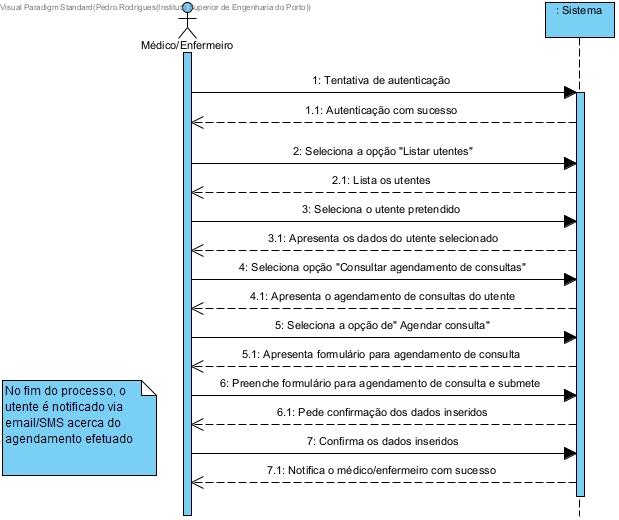 Visual Paradigm Standard(Pedro Rodrigues(Instituto Superior de Engenharia do Porto))
: Sistema
Médico/Enfermeiro
1: Tentativa de autenticação
1.1: Autenticação com sucesso
2: Seleciona a opção "Listar utentes"
2.1: Lista os utentes
3: Seleciona o utente pretendido
3.1: Apresenta os dados do utente selecionado
4: Seleciona opção "Consultar agendamento de consultas"
4.1: Apresenta o agendamento de consultas do utente
5: Seleciona a opção de" Agendar consulta"
5.1: Apresenta formulário para agendamento de consulta
6: Preenche formulário para agendamento de consulta e submete
6.1: Pede confirmação dos dados inseridos
7: Confirma os dados inseridos
7.1: Notifica o médico/enfermeiro com sucesso
No fim do processo, o
utente é notificado via
email/SMS acerca do
agendamento efetuado